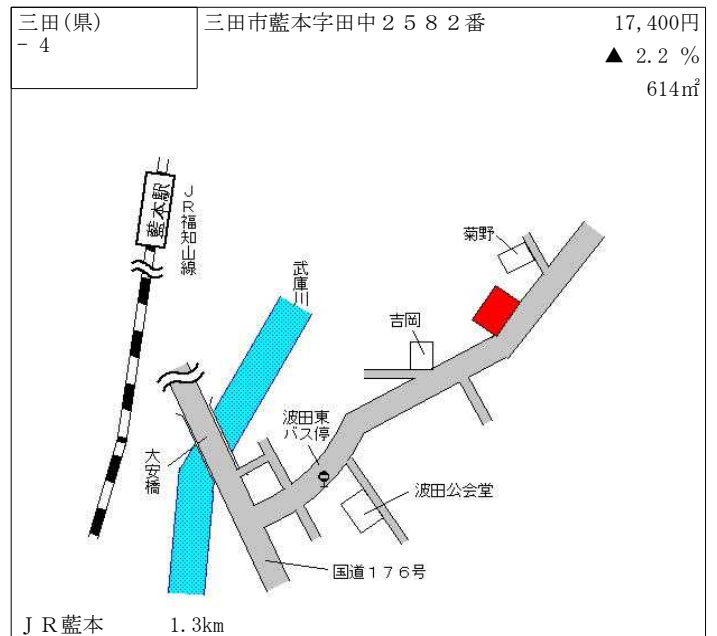 三田(県)
- 4
三田市藍本字田中２５８２番
17,400円
▲ 2.2 %
614㎡
藍本駅
ＪＲ福知山線
武庫川
菊野
吉岡
波田東
バス停
大安橋
波田公会堂
国道１７６号
ＪＲ藍本 1.3km